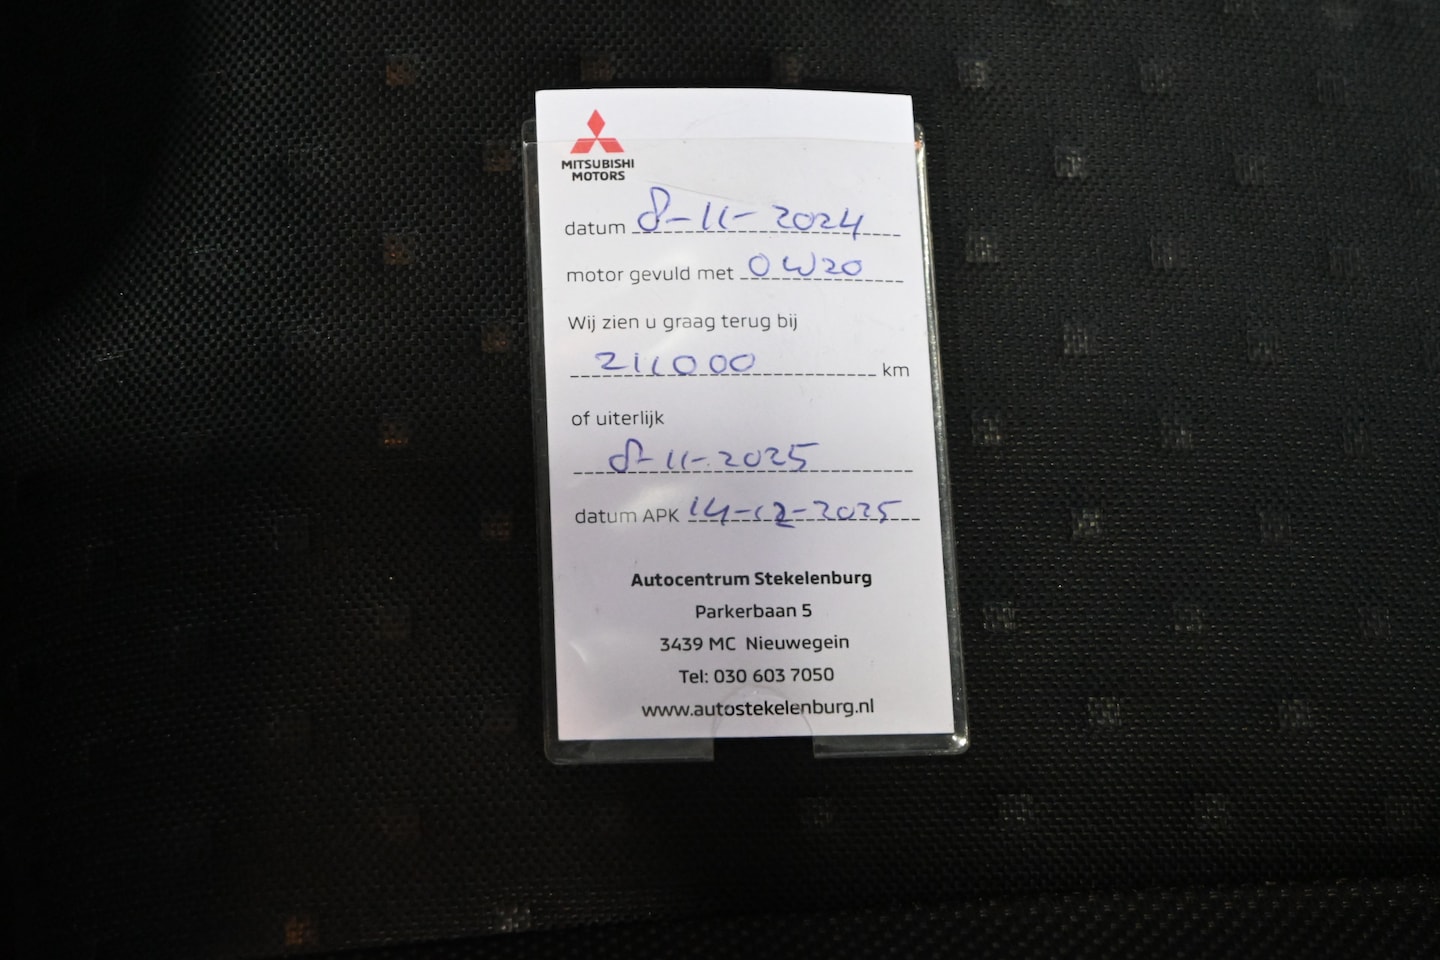 MITSUBISHI
MOTORS
datum 8-11-2024
motor gevuld met 0W20
Wij zien u graag terug bij
211000 km
of uiterlijk
8-11-2025
datum APK 14-12-2025
Autocentrum Stekelenburg
Parkerbaan 5
3439 MC Nieuwegein
Tel: 030 603 7050
www.autostekelenburg.nl